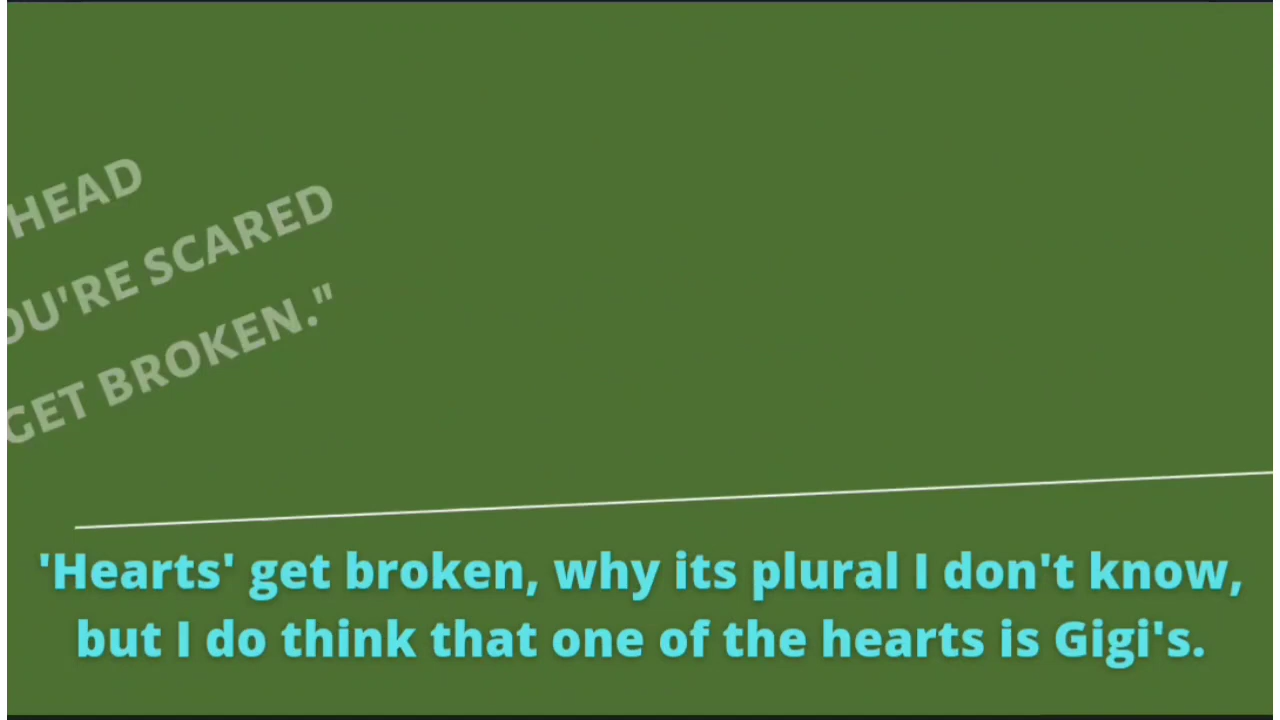 HEAD
OU'RE SCARED
GET BROKEN."
'Hearts' get broken, why its plural I don't know,
but I do think that one of the hearts is Gigi's.